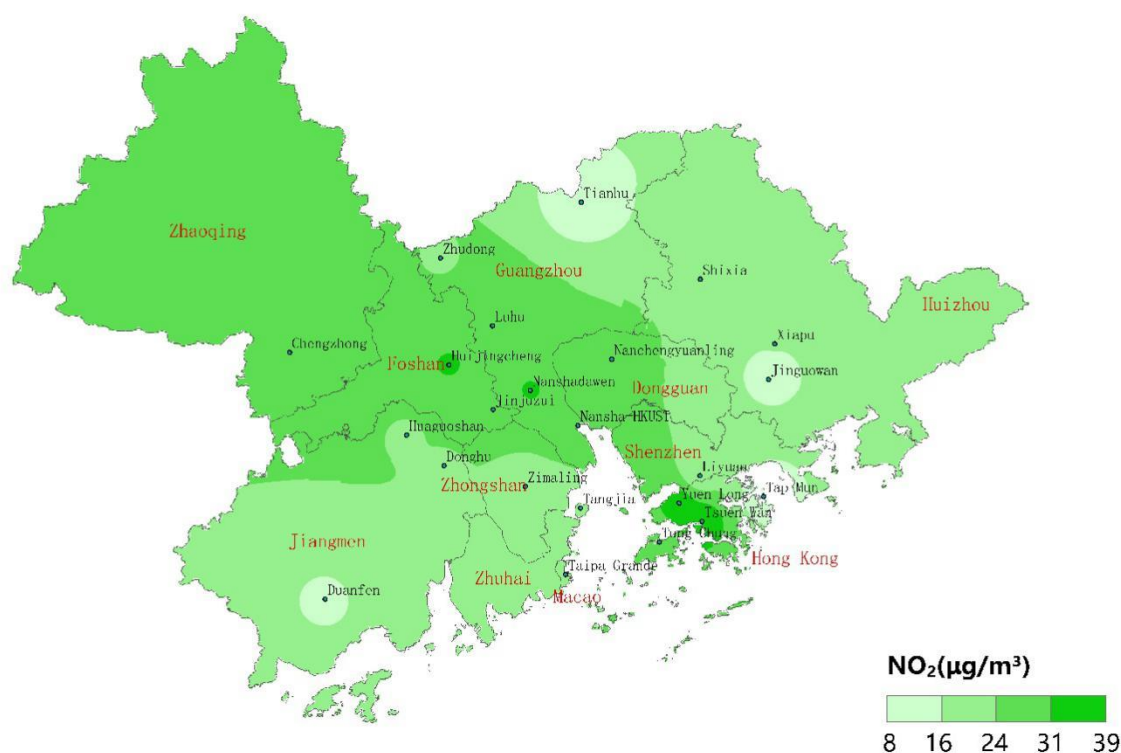 Tianhu
Zhaoqing
Zhudong
Guangzhou
Shixia
Huizhou
Luhu
Xiapu
Chengzhong
Huijingcheng
Nanchengyuanling
Foshan
Jinguowan
Dongguan
Nanshadawen
Jinjuzui
Nansha-HKUST
Huaguoshan
Shenzhen
Donghu
Liyuan
Zhongshan
Zimaling
Yuen Long
Tap Mun
Tangjia
Tsuen Wan
Jiangmen
Tung Chung
Hong Kong
Taipa Grande
Zhuhai
Duanfen
Macao
NO₂(μg/m³)
8 16 24 31 39